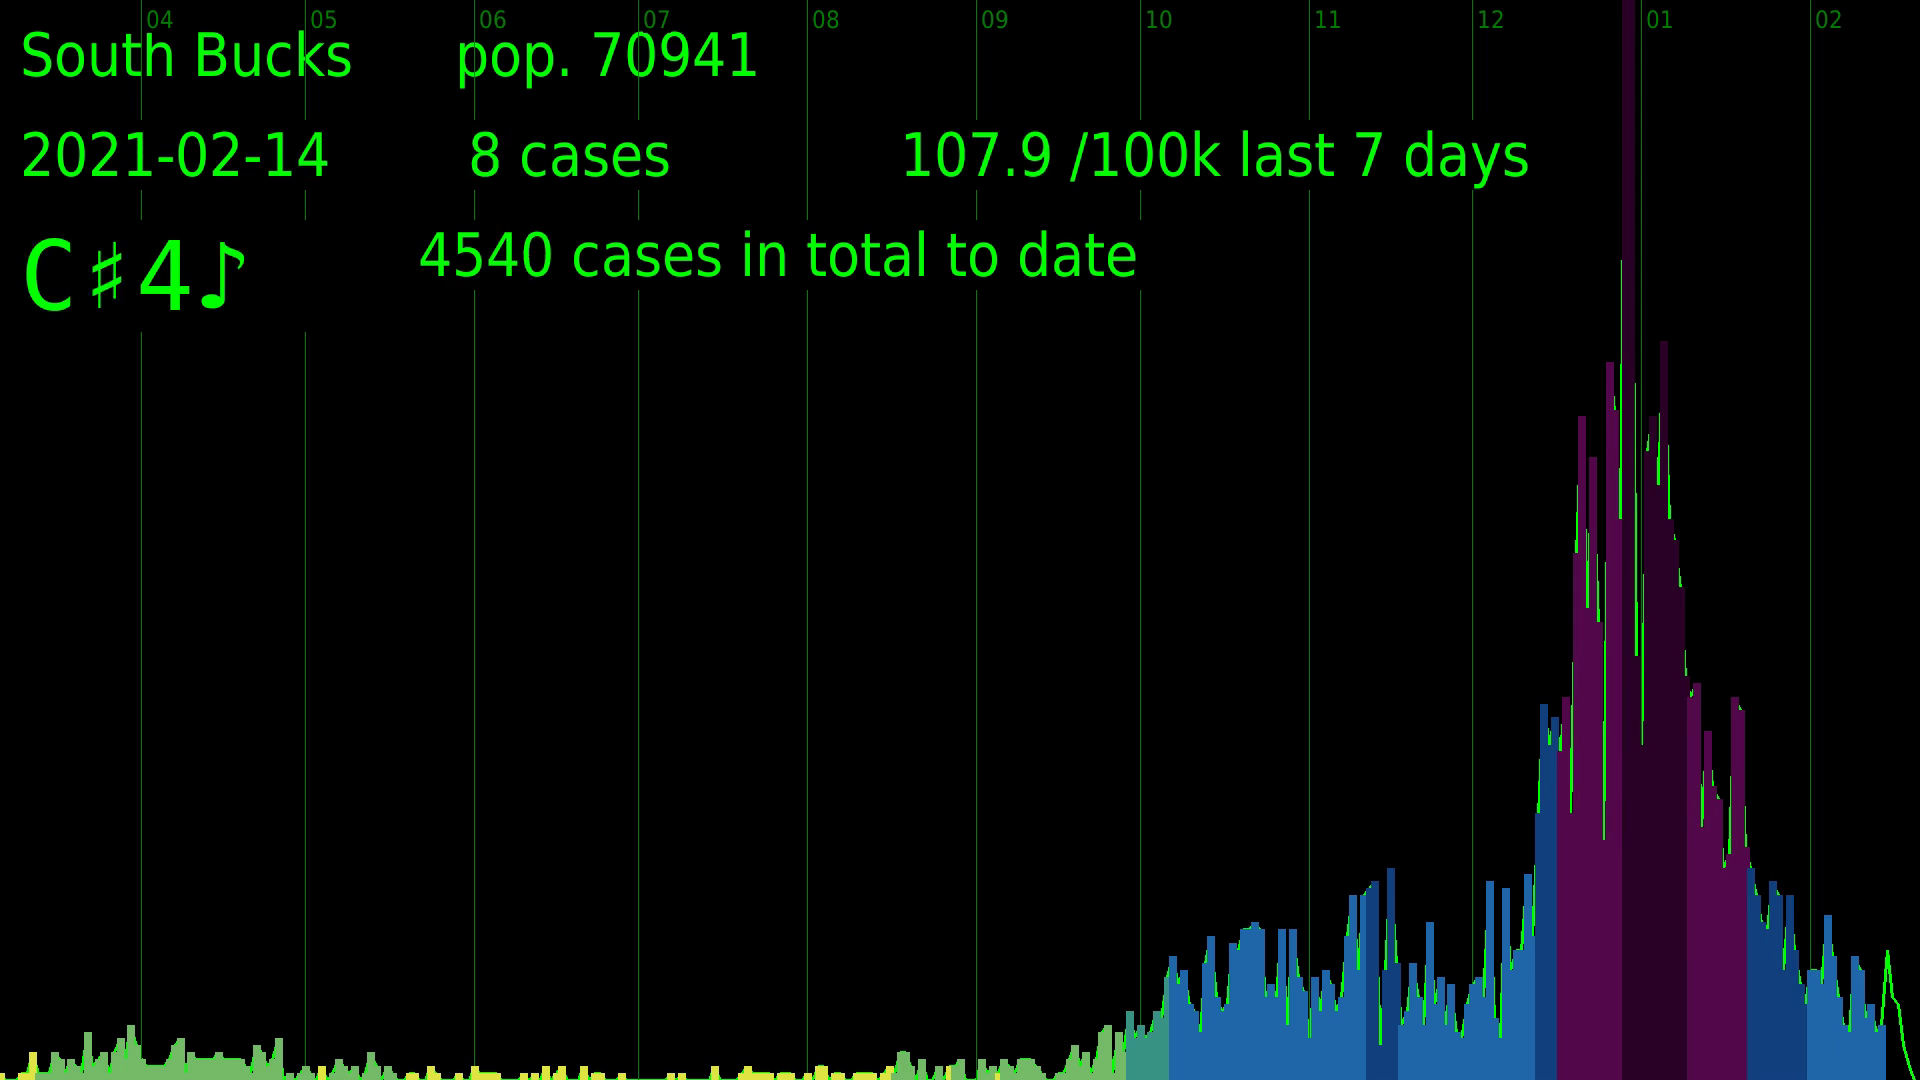 04 05 06 07 08 09 10 11 12 01 02
South Bucks pop. 70941
2021-02-14 8 cases 107.9 /100k last 7 days
C♯4♪ 4540 cases in total to date